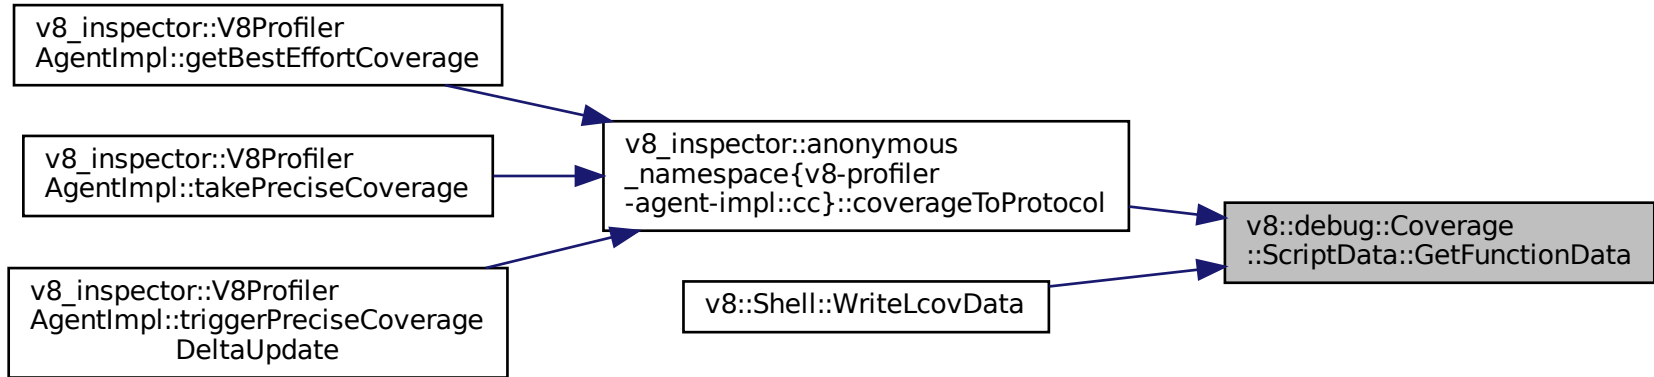 v8_inspector::V8Profiler
AgentImpl::getBestEffortCoverage
v8_inspector::V8Profiler
AgentImpl::takePreciseCoverage
v8_inspector::V8Profiler
AgentImpl::triggerPreciseCoverage
DeltaUpdate
v8_inspector::anonymous
_namespace{v8-profiler
-agent-impl::cc}::coverageToProtocol
v8::Shell::WriteLcovData
v8::debug::Coverage
::ScriptData::GetFunctionData